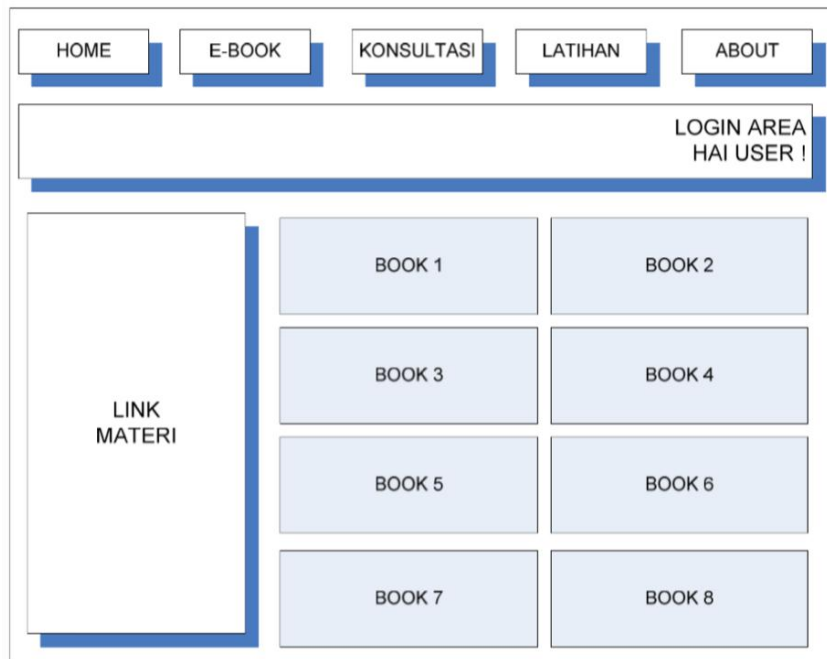 HOME
E-BOOK
KONSULTASI
LATIHAN
ABOUT
LOGIN AREA
HAI USER !
LINK
MATERI
BOOK 1
BOOK 2
BOOK 3
BOOK 4
BOOK 5
BOOK 6
BOOK 7
BOOK 8